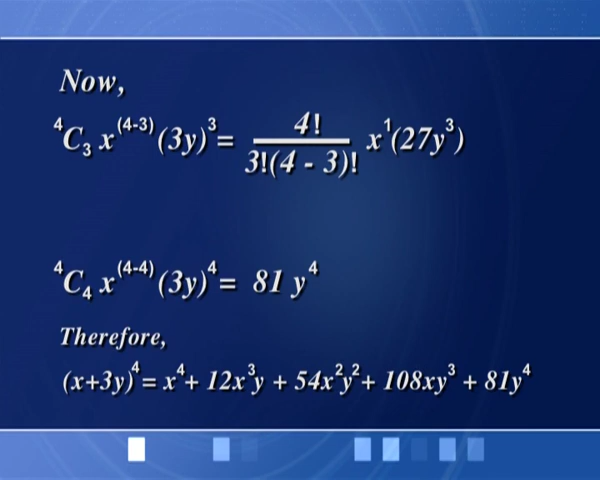 Now,
⁴C₃ x⁽⁴⁻³⁾(3y)³ = 4! / 3!(4 - 3)! x¹(27y³)
⁴C₄ x⁽⁴⁻⁴⁾(3y)⁴ = 81 y⁴
Therefore,
(x+3y)⁴ = x⁴ + 12x³y + 54x²y² + 108xy³ + 81y⁴